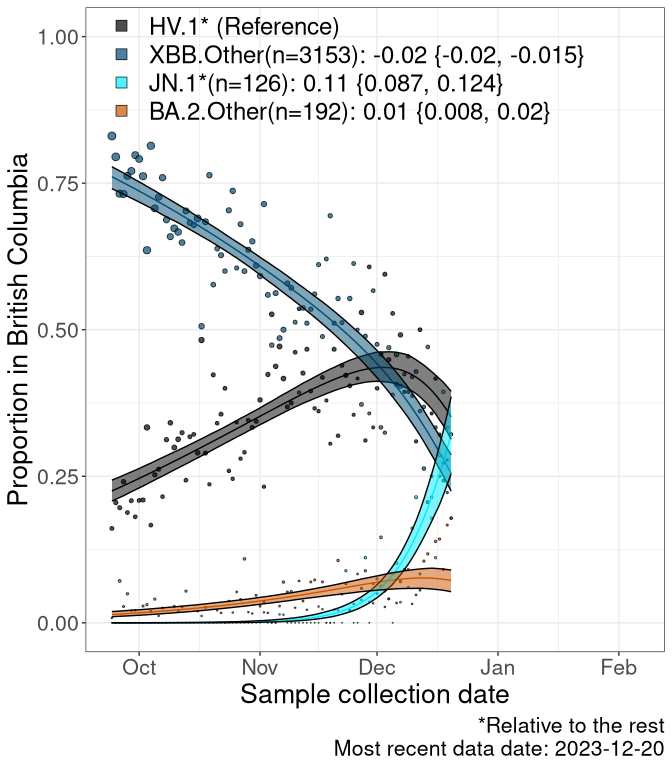 HV.1* (Reference)
XBB.Other(n=3153): -0.02 {-0.02, -0.015}
JN.1*(n=126): 0.11 {0.087, 0.124}
BA.2.Other(n=192): 0.01 {0.008, 0.02}
1.00
0.75
0.50
0.25
0.00
Proportion in British Columbia
Oct Nov Dec Jan Feb
Sample collection date
*Relative to the rest
Most recent data date: 2023-12-20